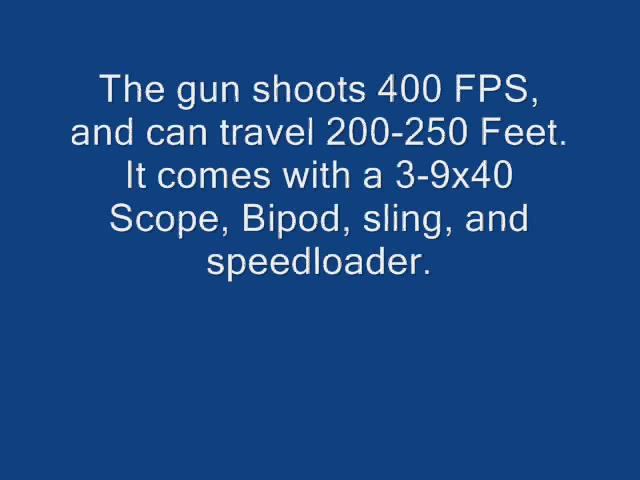 The gun shoots 400 FPS,
and can travel 200-250 Feet.
It comes with a 3-9x40
Scope, Bipod, sling, and
speedloader.